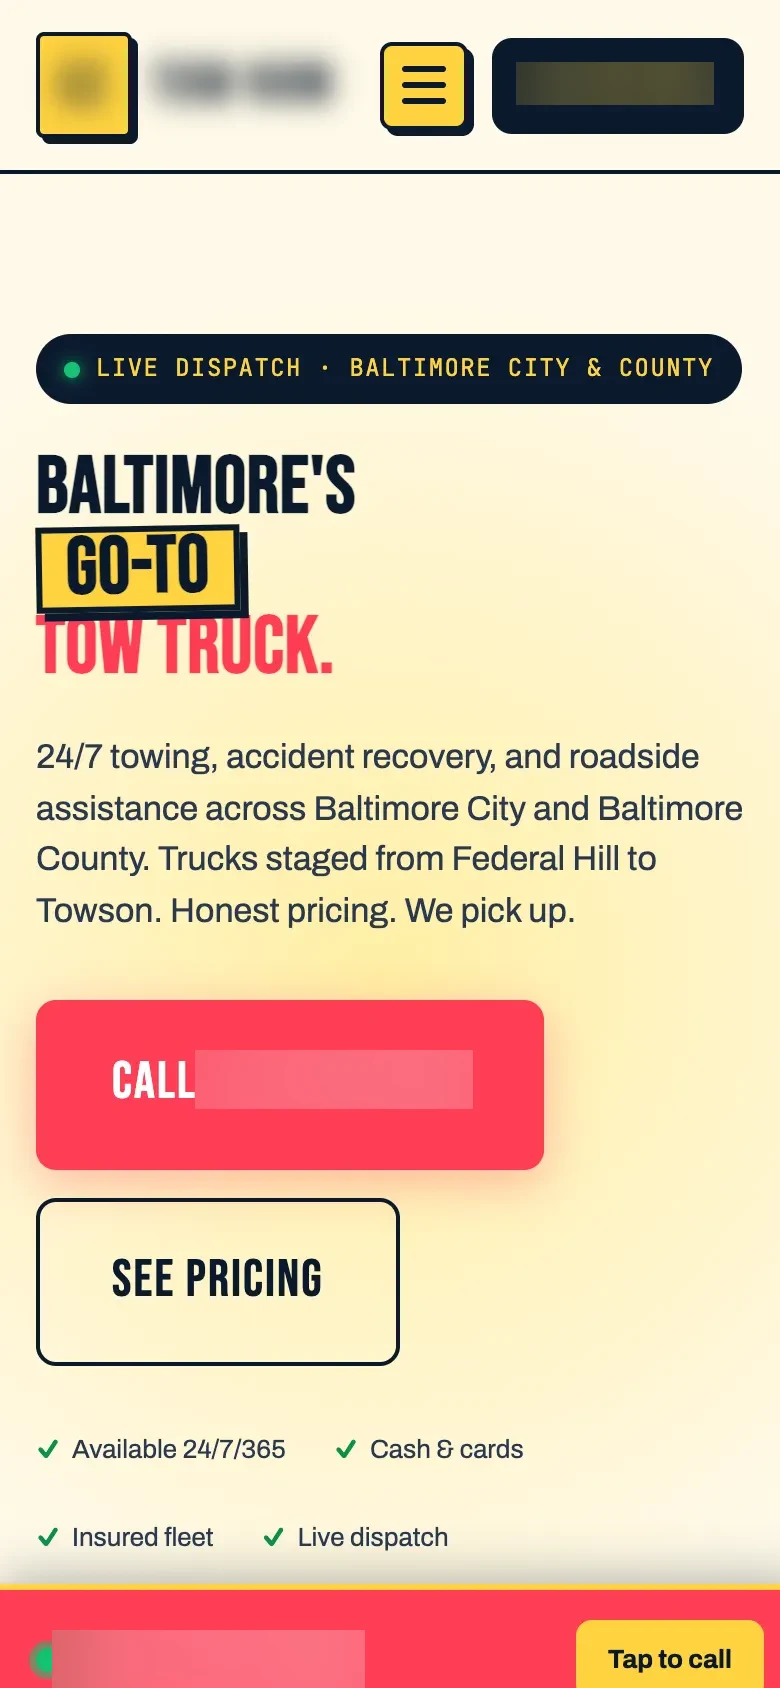 LIVE DISPATCH · BALTIMORE CITY & COUNTY
BALTIMORE'S
GO-TO
TOW TRUCK.
24/7 towing, accident recovery, and roadside
assistance across Baltimore City and Baltimore
County. Trucks staged from Federal Hill to
Towson. Honest pricing. We pick up.
CALL
SEE PRICING
Available 24/7/365
Cash & cards
Insured fleet
Live dispatch
Tap to call